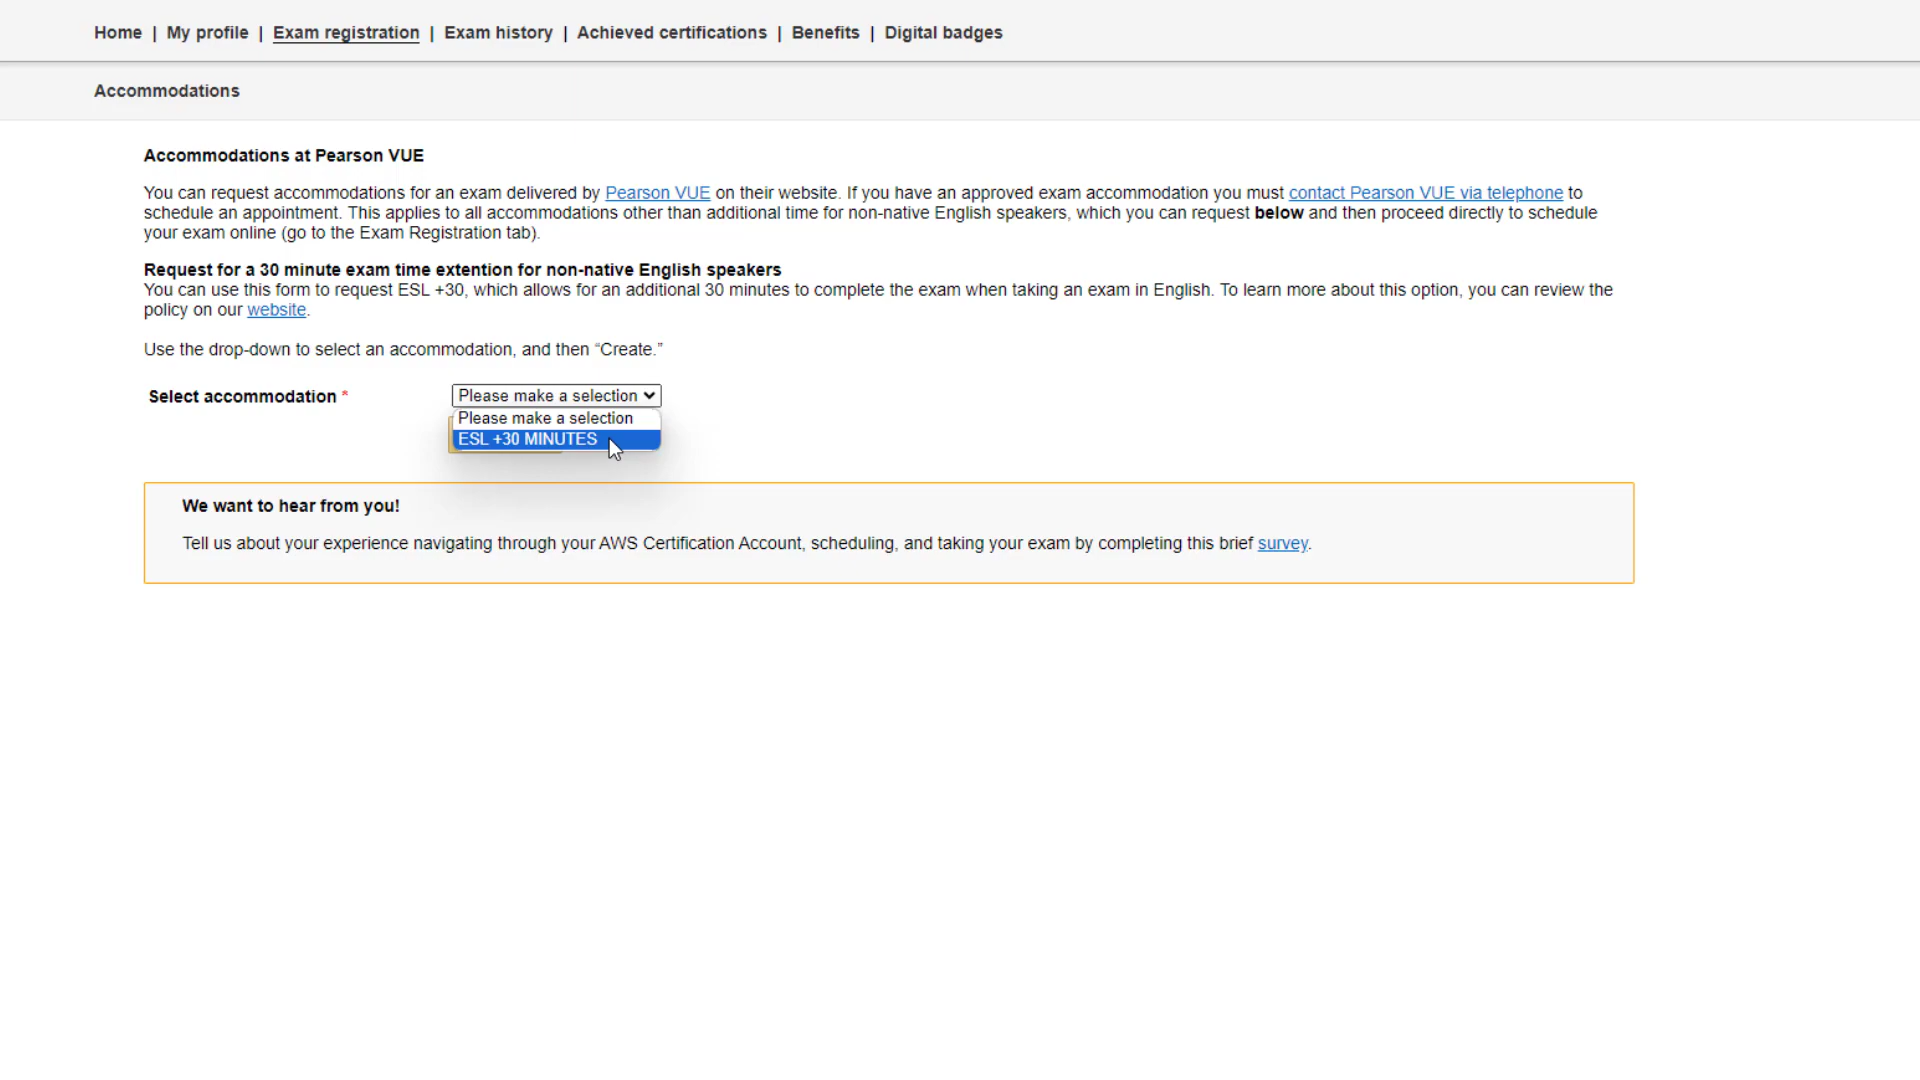 Home | My profile | Exam registration | Exam history | Achieved certifications | Benefits | Digital badges
Accommodations
Accommodations at Pearson VUE
You can request accommodations for an exam delivered by Pearson VUE on their website. If you have an approved exam accommodation you must contact Pearson VUE via telephone to
schedule an appointment. This applies to all accommodations other than additional time for non-native English speakers, which you can request below and then proceed directly to schedule
your exam online (go to the Exam Registration tab).
Request for a 30 minute exam time extention for non-native English speakers
You can use this form to request ESL +30, which allows for an additional 30 minutes to complete the exam when taking an exam in English. To learn more about this option, you can review the
policy on our website.
Use the drop-down to select an accommodation, and then “Create.”
Select accommodation * Please make a selection
Please make a selection
ESL +30 MINUTES
We want to hear from you!
Tell us about your experience navigating through your AWS Certification Account, scheduling, and taking your exam by completing this brief survey.